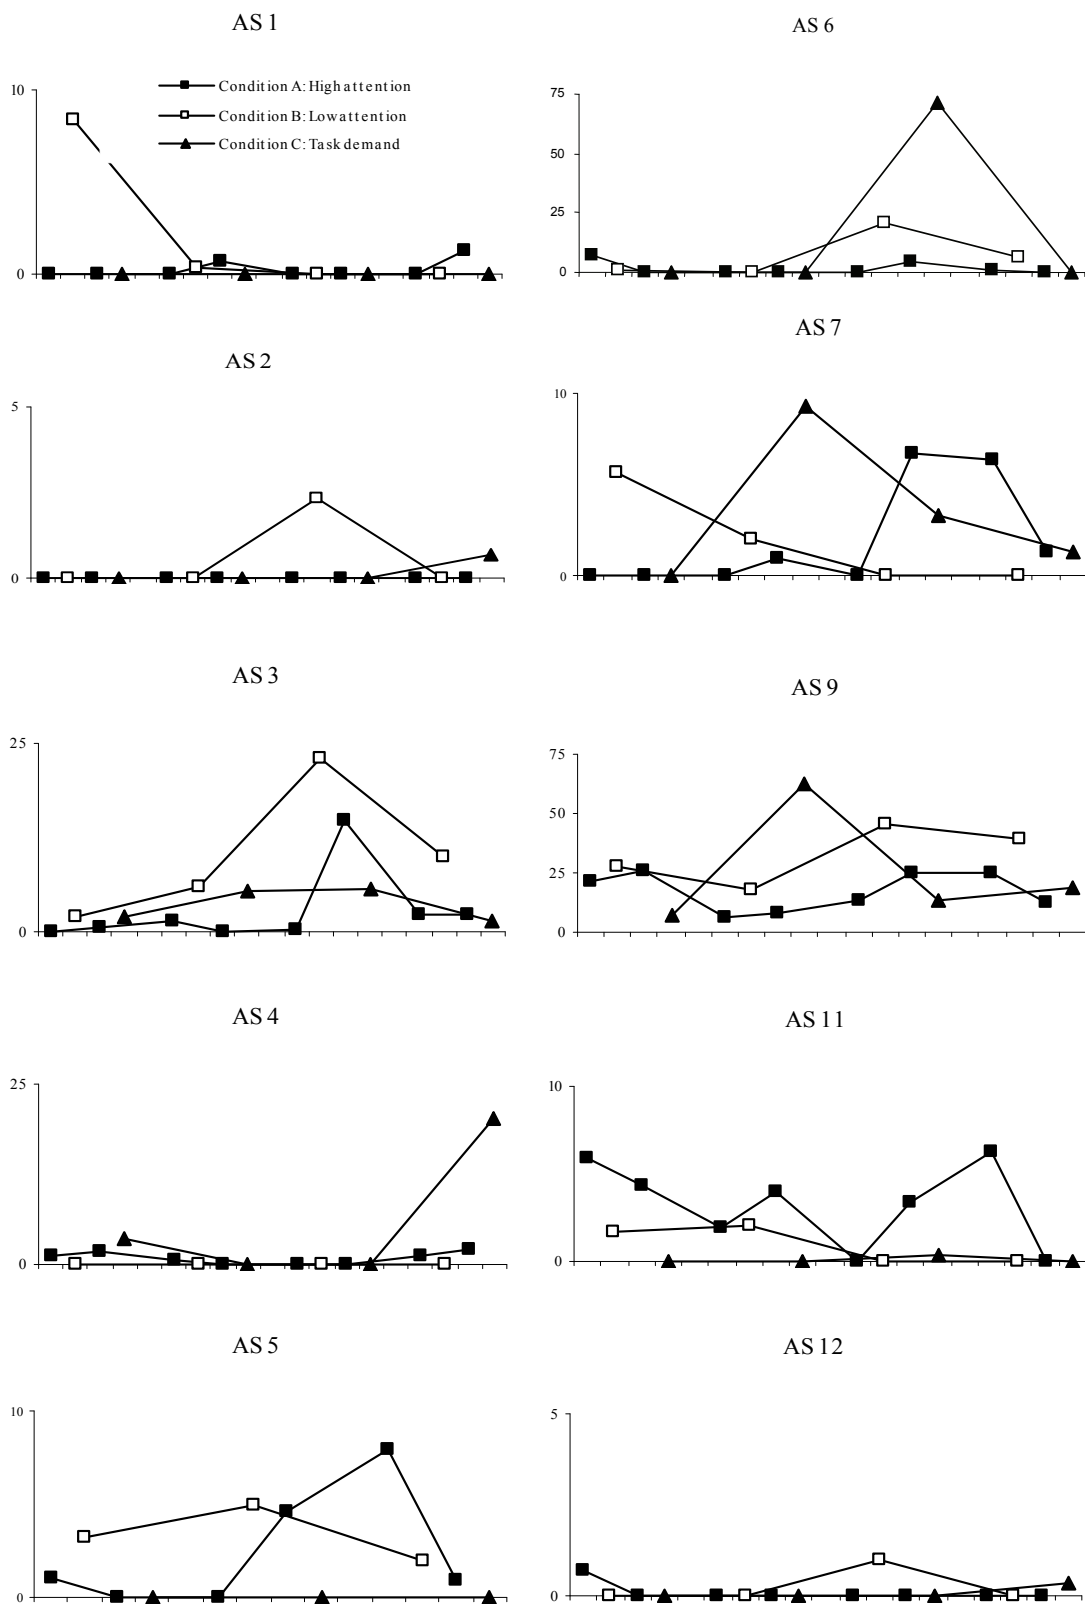 AS 1
10
Condition A: High attention
Condition B: Low attention
Condition C: Task demand
0
AS 2
5
0
AS 3
25
0
AS 4
25
0
AS 5
10
0
AS 6
75
50
25
0
AS 7
10
0
AS 9
75
50
25
0
AS 11
10
0
AS 12
5
0